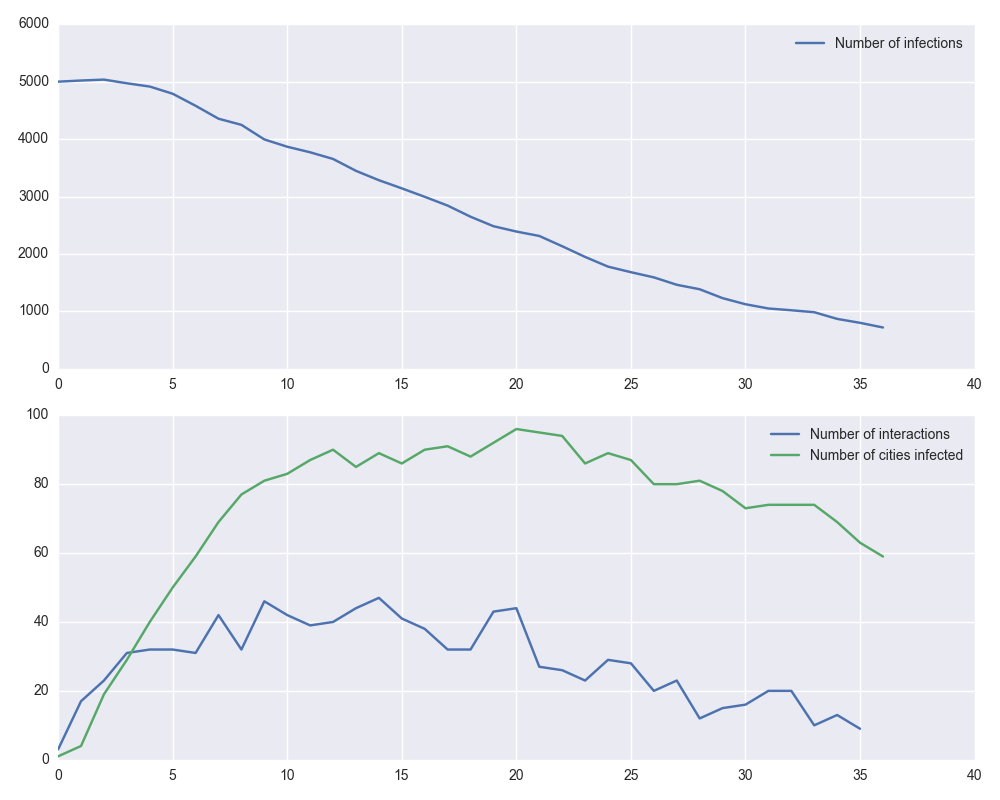 6000
Number of infections
5000
4000
3000
2000
1000
0
0 5 10 15 20 25 30 35 40
100
Number of interactions
Number of cities infected
80
60
40
20
0
0 5 10 15 20 25 30 35 40